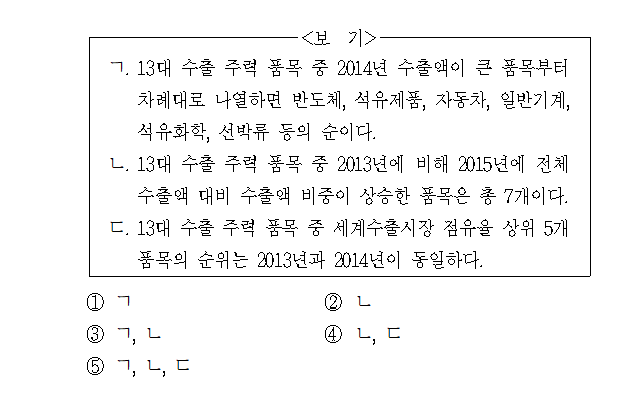 <보 기>
ㄱ. 13대 수출 주력 품목 중 2014년 수출액이 큰 품목부터
차례대로 나열하면 반도체, 석유제품, 자동차, 일반기계,
석유화학, 선박류 등의 순이다.
ㄴ. 13대 수출 주력 품목 중 2013년에 비해 2015년에 전체
수출액 대비 수출액 비중이 상승한 품목은 총 7개이다.
ㄷ. 13대 수출 주력 품목 중 세계수출시장 점유율 상위 5개
품목의 순위는 2013년과 2014년이 동일하다.
① ㄱ ② ㄴ
③ ㄱ, ㄴ ④ ㄴ, ㄷ
⑤ ㄱ, ㄴ, ㄷ